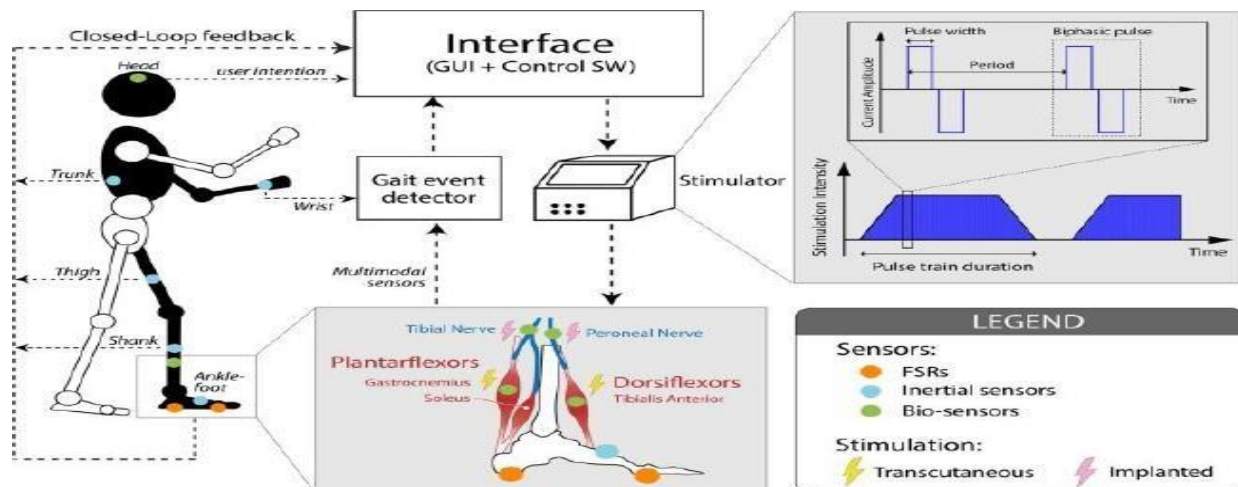 Closed-Loop feedback
Head
user intention
Interface
(GUI + Control SW)
Trunk
Wrist
Gait event
detector
Stimulator
Thigh
Multimodal
sensors
Shank
Ankle-
foot
Tibial Nerve
Peroneal Nerve
Plantarflexors
Gastrocnemius
Soleus
Dorsiflexors
Tibialis Anterior
Pulse width
Biphasic pulse
Period
Current Amplitude
Time
Stimulation Intensity
Pulse train duration
Time
LEGEND
Sensors:
FSRs
Inertial sensors
Bio-sensors
Stimulation:
Transcutaneous
Implanted